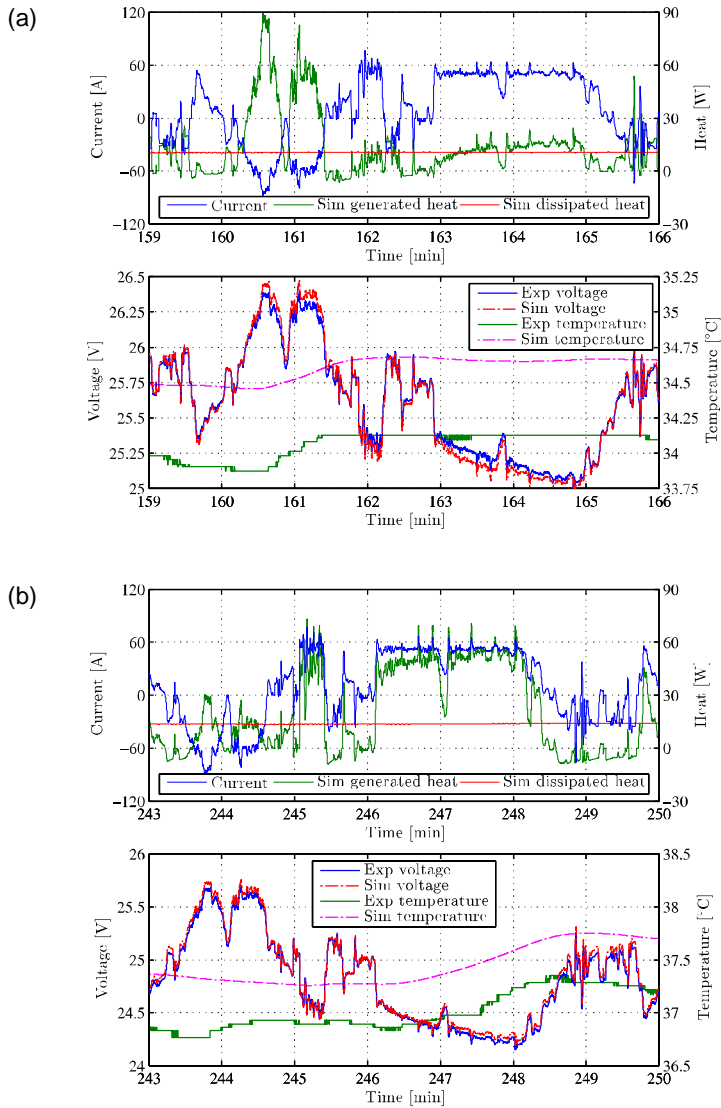 (a)
120
60
0
−60
−120
Current [A]
90
60
30
0
−30
Heat [W]
Current
Sim generated heat
Sim dissipated heat
159 160 161 162 163 164 165 166
Time [min]
26.5
26.25
26
25.75
25.5
25.25
25
Voltage [V]
35.25
35
34.75
34.5
34.25
34
33.75
Temperature [°C]
Exp voltage
Sim voltage
Exp temperature
Sim temperature
159 160 161 162 163 164 165 166
Time [min]
(b)
120
60
0
−60
−120
Current [A]
90
60
30
0
−30
Heat [W]
Current
Sim generated heat
Sim dissipated heat
243 244 245 246 247 248 249 250
Time [min]
26
25.5
25
24.5
24
Voltage [V]
38.5
38
37.5
37
36.5
Temperature [°C]
Exp voltage
Sim voltage
Exp temperature
Sim temperature
243 244 245 246 247 248 249 250
Time [min]